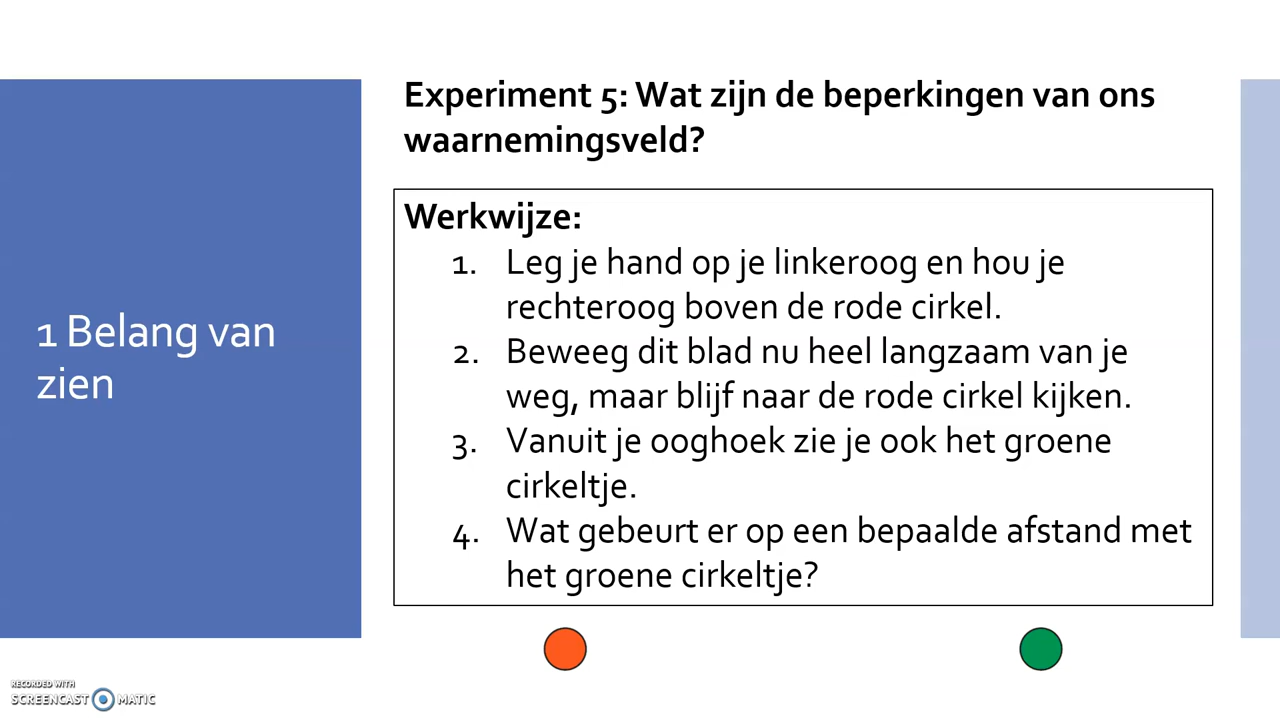 Experiment 5: Wat zijn de beperkingen van ons
waarnemingsveld?
1 Belang van
zien
Werkwijze:
1. Leg je hand op je linkeroog en hou je
rechteroog boven de rode cirkel.
2. Beweeg dit blad nu heel langzaam van je
weg, maar blijf naar de rode cirkel kijken.
3. Vanuit je ooghoek zie je ook het groene
cirkeltje.
4. Wat gebeurt er op een bepaalde afstand met
het groene cirkeltje?
RECORDED WITH
SCREENCAST MATIC